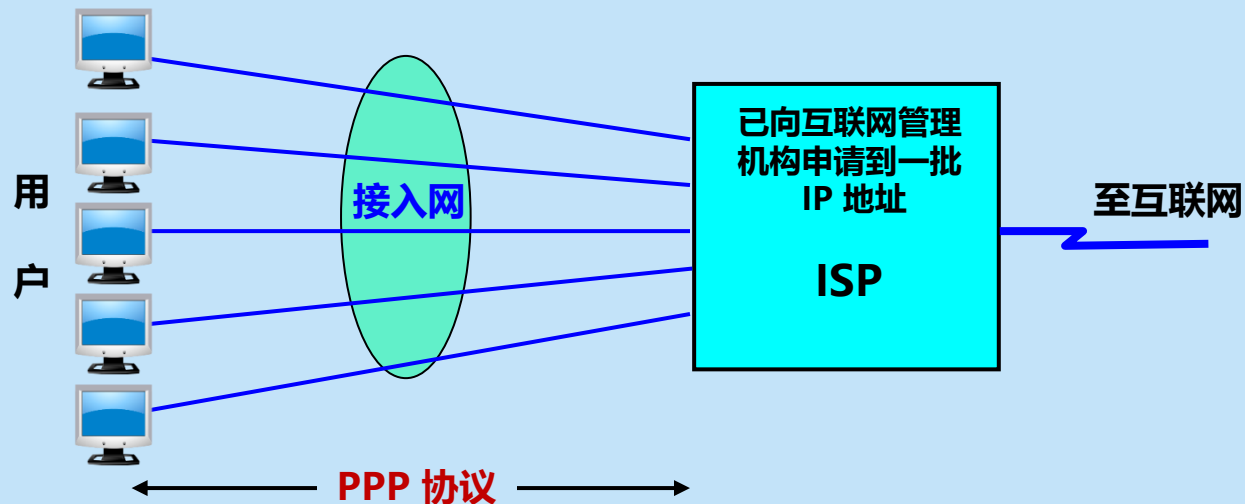 用
户
接入网
已向互联网管理
机构申请到一批
IP 地址
ISP
至互联网
PPP 协议